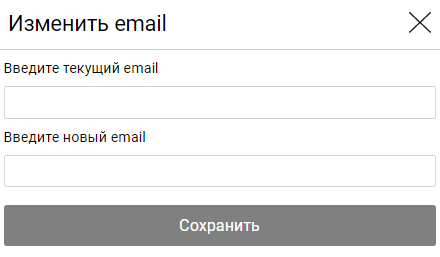 Изменить email
Введите текущий email
Введите новый email
Сохранить